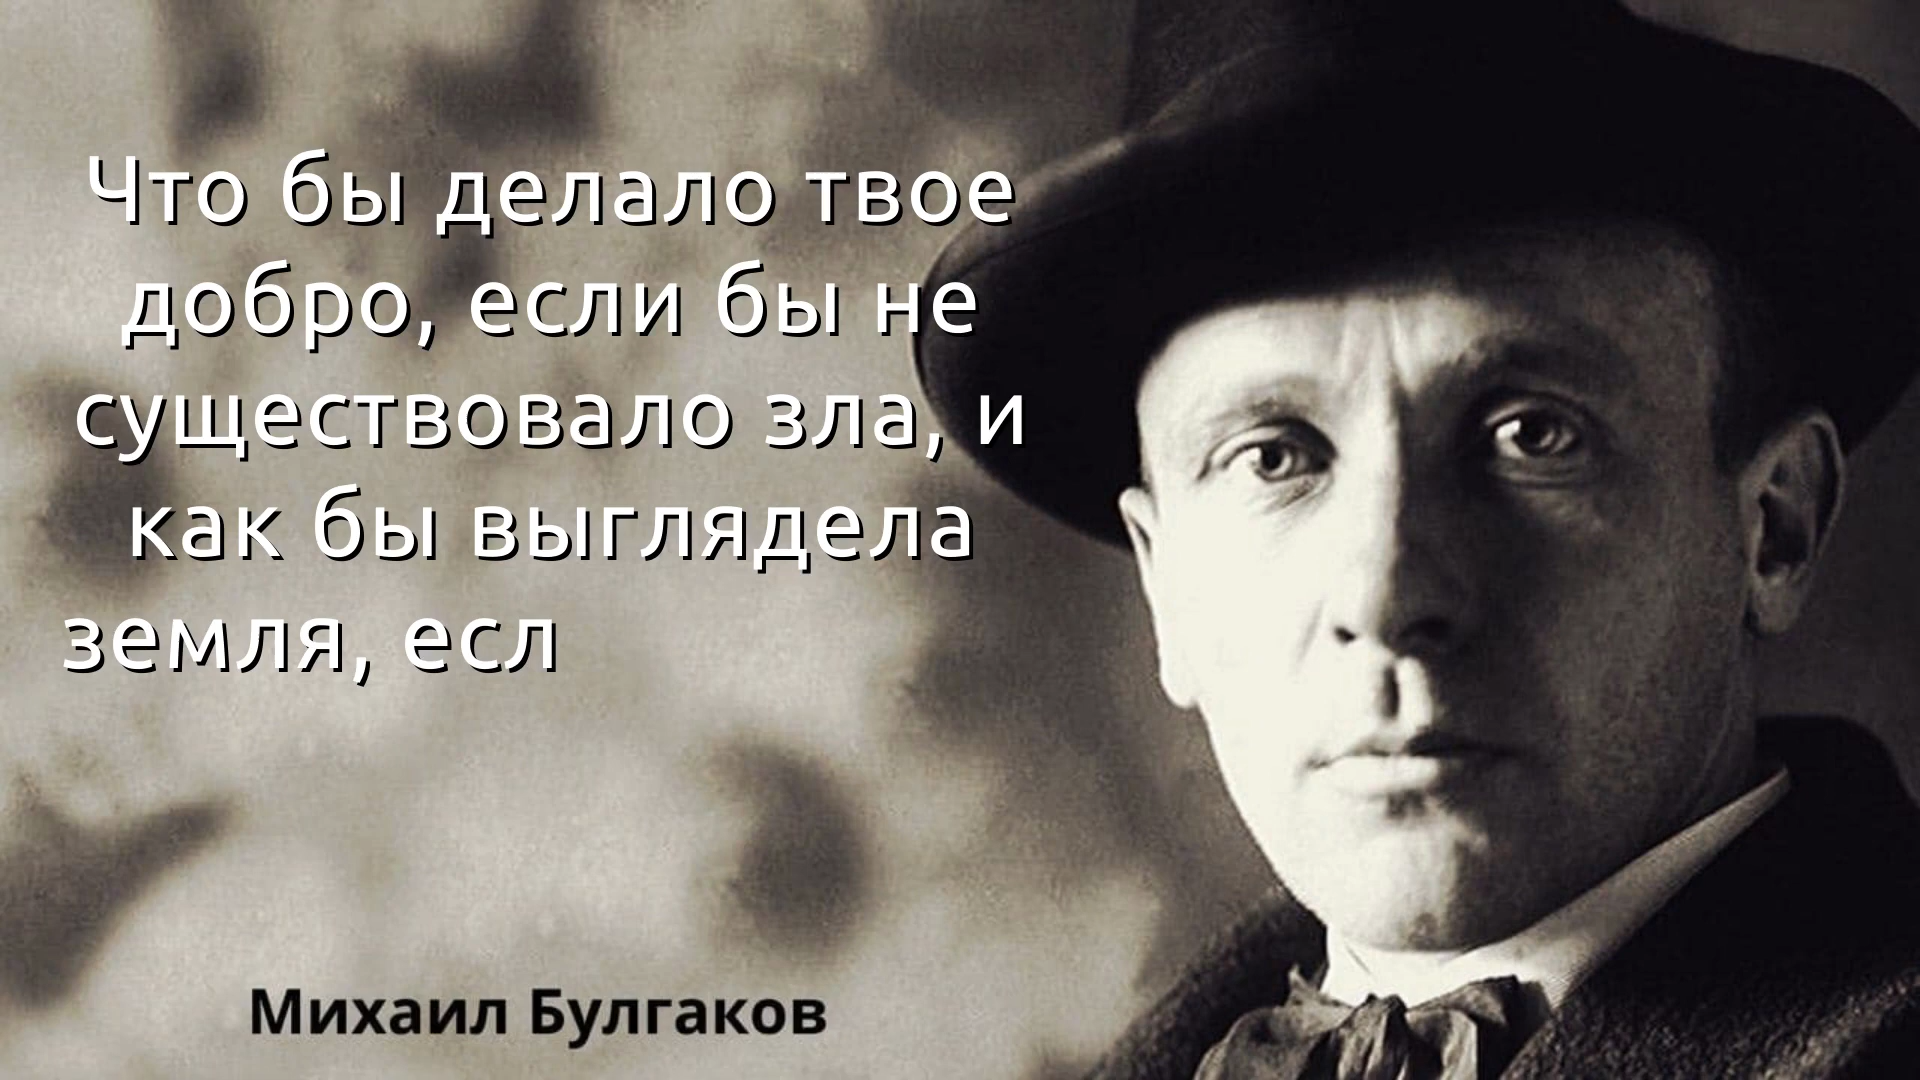 Что бы делало твое
добро, если бы не
существовало зла, и
как бы выглядела
земля, есл
Михаил Булгаков